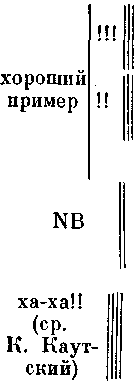 !!!
хороший
пример !!
NB
ха-ха!!
(ср.
К. Каут-
ский)